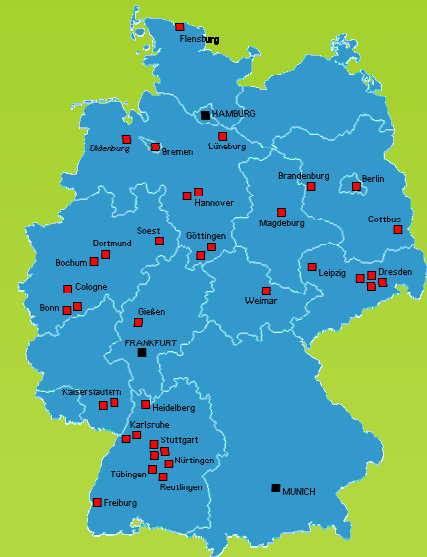 Flensburg
HAMBURG
Oldenburg
Bremen
Lüneburg
Brandenburg
Berlin
Hannover
Magdeburg
Cottbus
Soest
Göttingen
Dortmund
Bochum
Leipzig
Dresden
Cologne
Weimar
Bonn
Gießen
FRANKFURT
Kaiserslautern
Heidelberg
Karlsruhe
Stuttgart
Nürtingen
Tübingen
Reutlingen
MUNICH
Freiburg